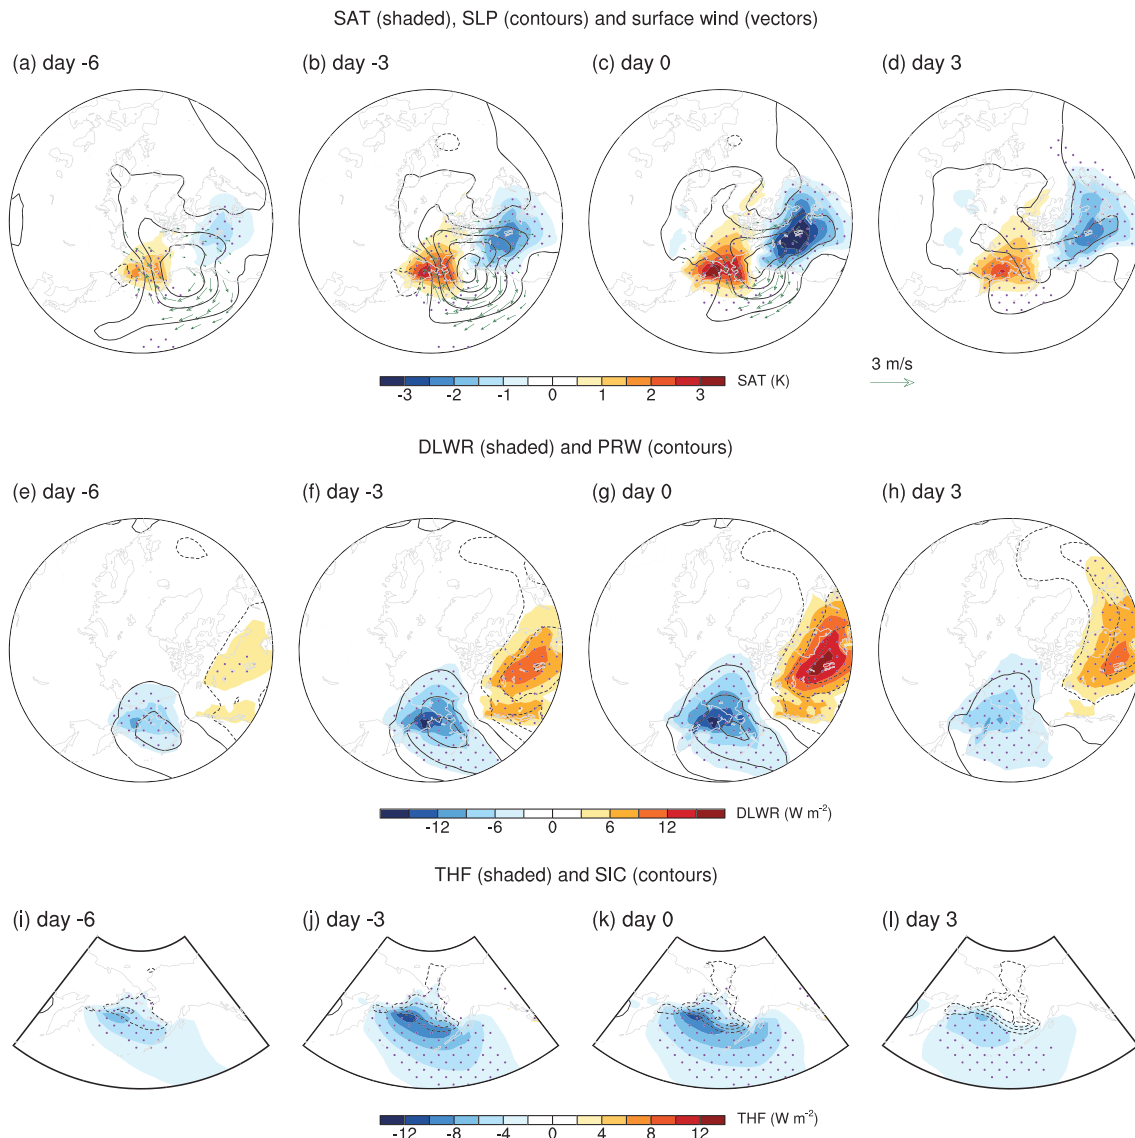 SAT (shaded), SLP (contours) and surface wind (vectors)
(a) day -6
(b) day -3
(c) day 0
(d) day 3
-3 -2 -1 0 1 2 3
SAT (K)
3 m/s
DLWR (shaded) and PRW (contours)
(e) day -6
(f) day -3
(g) day 0
(h) day 3
-12 -6 0 6 12
DLWR (W m⁻²)
THF (shaded) and SIC (contours)
(i) day -6
(j) day -3
(k) day 0
(l) day 3
-12 -8 -4 0 4 8 12
THF (W m⁻²)